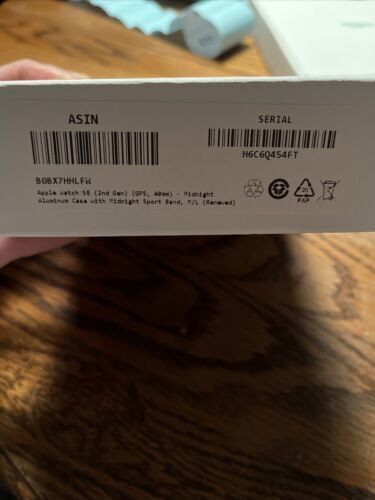 ASIN
SERIAL
H6C6Q454FT
B0BX7HHLFW
Apple Watch SE (2nd Gen) (GPS, 40mm) - Midnight
Aluminum Case with Midnight Sport Band, M/L (Renewed)
20
PAP